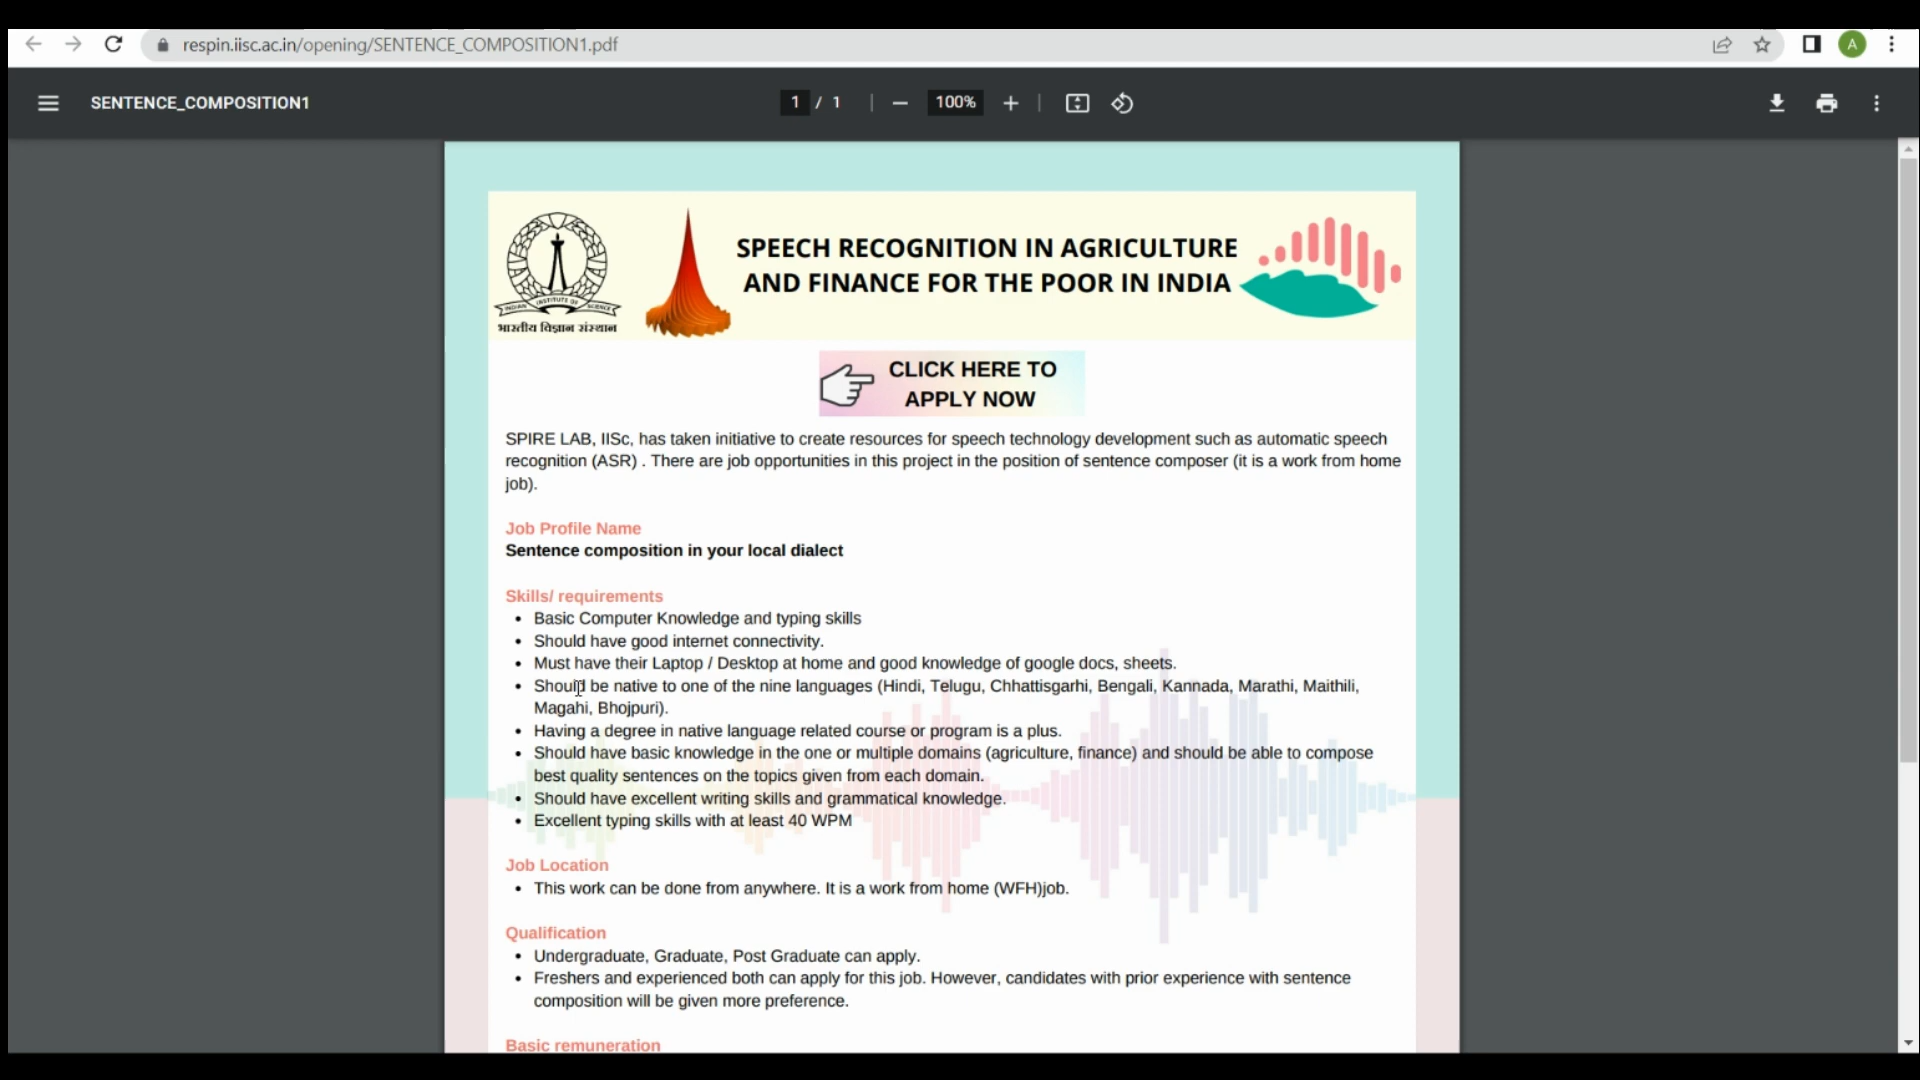 respin.iisc.ac.in/opening/SENTENCE_COMPOSITION1.pdf
A
SENTENCE_COMPOSITION1
1 / 1
100%
SPEECH RECOGNITION IN AGRICULTURE
AND FINANCE FOR THE POOR IN INDIA
INDIAN INSTITUTE OF SCIENCE
भारतीय विज्ञान संस्थान
CLICK HERE TO
APPLY NOW
SPIRE LAB, IISc, has taken initiative to create resources for speech technology development such as automatic speech
recognition (ASR) . There are job opportunities in this project in the position of sentence composer (it is a work from home
job).
Job Profile Name
Sentence composition in your local dialect
Skills/ requirements
• Basic Computer Knowledge and typing skills
• Should have good internet connectivity.
• Must have their Laptop / Desktop at home and good knowledge of google docs, sheets.
• Should be native to one of the nine languages (Hindi, Telugu, Chhattisgarhi, Bengali, Kannada, Marathi, Maithili,
Magahi, Bhojpuri).
• Having a degree in native language related course or program is a plus.
• Should have basic knowledge in the one or multiple domains (agriculture, finance) and should be able to compose
best quality sentences on the topics given from each domain.
• Should have excellent writing skills and grammatical knowledge.
• Excellent typing skills with at least 40 WPM
Job Location
• This work can be done from anywhere. It is a work from home (WFH)job.
Qualification
• Undergraduate, Graduate, Post Graduate can apply.
• Freshers and experienced both can apply for this job. However, candidates with prior experience with sentence
composition will be given more preference.
Basic remuneration